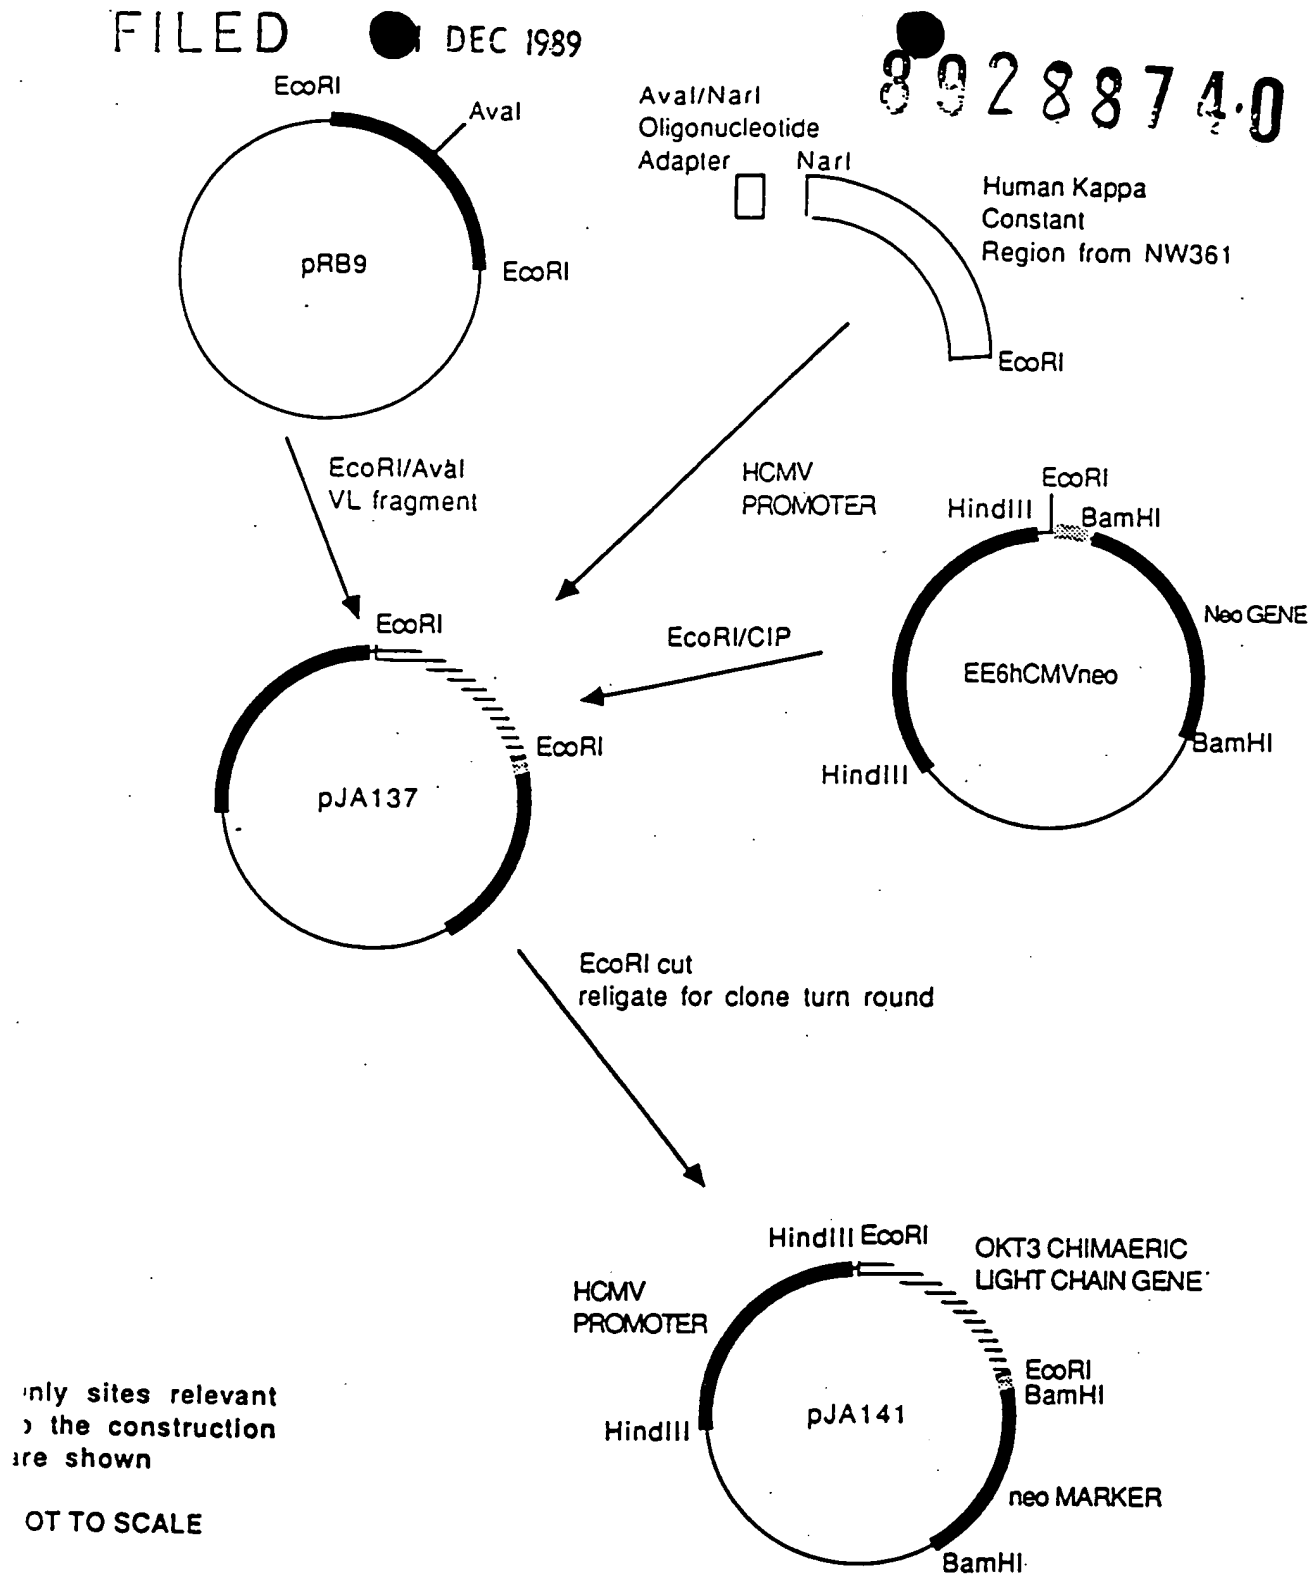 FILED
DEC 1989
8928874.0
EcoRI
AvaI
pRB9
EcoRI
AvaI/NarI
Oligonucleotide
Adapter
NarI
Human Kappa
Constant
Region from NW361
EcoRI
EcoRI/AvaI
VL fragment
HCMV
PROMOTER
EcoRI
HindIII
BamHI
Neo GENE
EE6hCMVneo
BamHI
HindIII
EcoRI/CIP
EcoRI
EcoRI
pJA137
EcoRI cut
religate for clone turn round
HindIII EcoRI
OKT3 CHIMAERIC
LIGHT CHAIN GENE
HCMV
PROMOTER
EcoRI
BamHI
pJA141
HindIII
neo MARKER
BamHI
nly sites relevant
the construction
are shown
OT TO SCALE